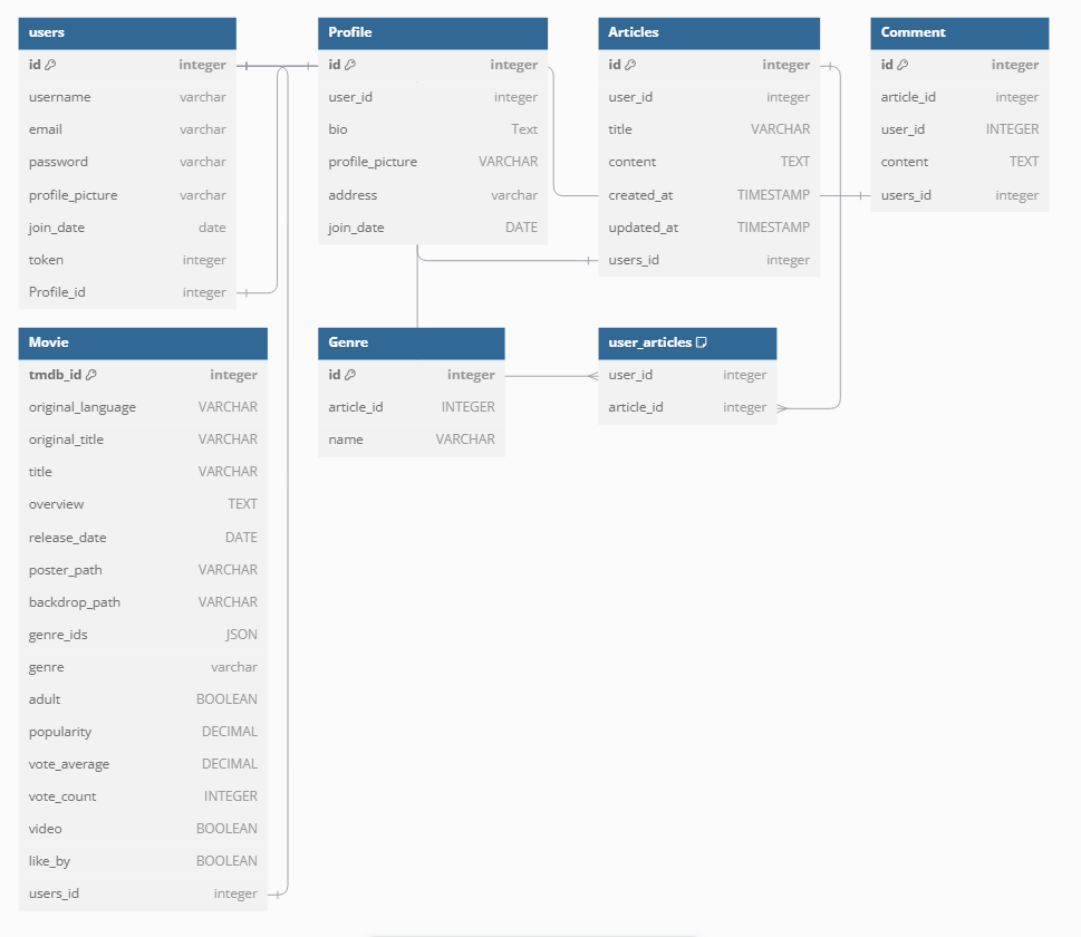 users
id integer
username varchar
email varchar
password varchar
profile_picture varchar
join_date date
token integer
Profile_id integer
Profile
id integer
user_id integer
bio Text
profile_picture VARCHAR
address varchar
join_date DATE
Articles
id integer
user_id integer
title VARCHAR
content TEXT
created_at TIMESTAMP
updated_at TIMESTAMP
users_id integer
Comment
id integer
article_id integer
user_id INTEGER
content TEXT
users_id integer
Movie
tmdb_id integer
original_language VARCHAR
original_title VARCHAR
title VARCHAR
overview TEXT
release_date DATE
poster_path VARCHAR
backdrop_path VARCHAR
genre_ids JSON
genre varchar
adult BOOLEAN
popularity DECIMAL
vote_average DECIMAL
vote_count INTEGER
video BOOLEAN
like_by BOOLEAN
users_id integer
Genre
id integer
article_id INTEGER
name VARCHAR
user_articles
user_id integer
article_id integer